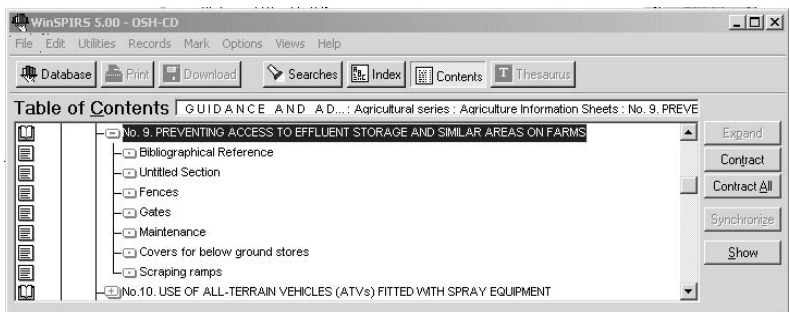 WinSPIRS 5.00 - OSH-CD
File Edit Utilities Records Mark Options Views Help
Database Print Download Searches Index Contents Thesaurus
Table of Contents GUIDANCE AND AD...: Agricultural series : Agriculture Information Sheets : No. 9. PREVE
No. 9. PREVENTING ACCESS TO EFFLUENT STORAGE AND SIMILAR AREAS ON FARMS
Expand
Bibliographical Reference
Contract
Untitled Section
Contract All
Fences
Gates
Synchronize
Maintenance
Covers for below ground stores
Show
Scraping ramps
No.10. USE OF ALL-TERRAIN VEHICLES (ATVs) FITTED WITH SPRAY EQUIPMENT